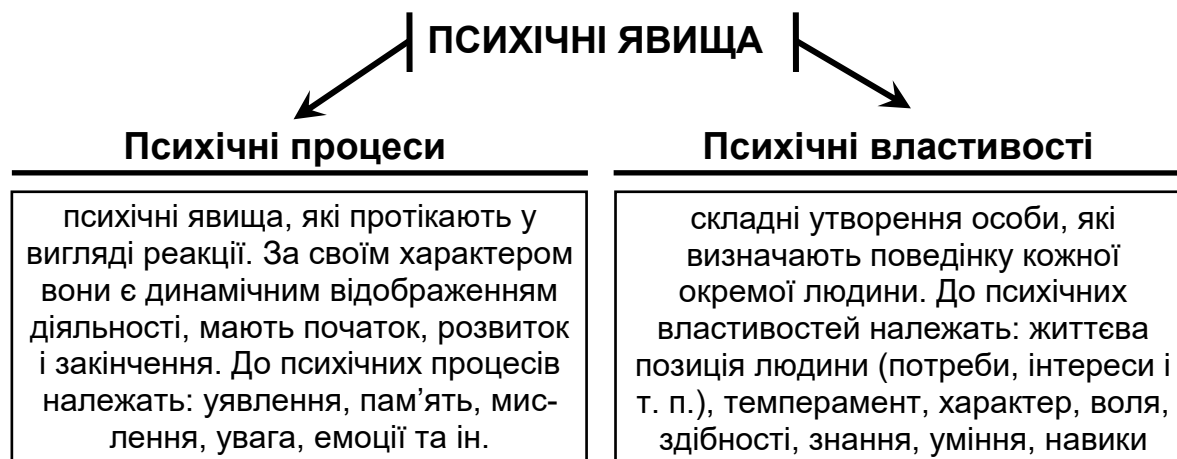 ПСИХІЧНІ ЯВИЩА
Психічні процеси
психічні явища, які протікають у
вигляді реакції. За своїм характером
вони є динамічним відображенням
діяльності, мають початок, розвиток
і закінчення. До психічних процесів
належать: уявлення, пам’ять, мис-
лення, увага, емоції та ін.
Психічні властивості
складні утворення особи, які
визначають поведінку кожної
окремої людини. До психічних
властивостей належать: життєва
позиція людини (потреби, інтереси і
т. п.), темперамент, характер, воля,
здібності, знання, уміння, навики